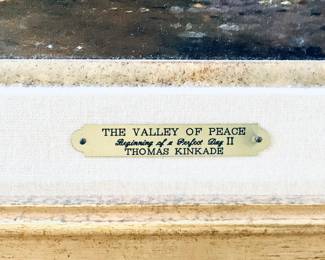 THE VALLEY OF PEACE
Beginning of a Perfect Day II
THOMAS KINKADE